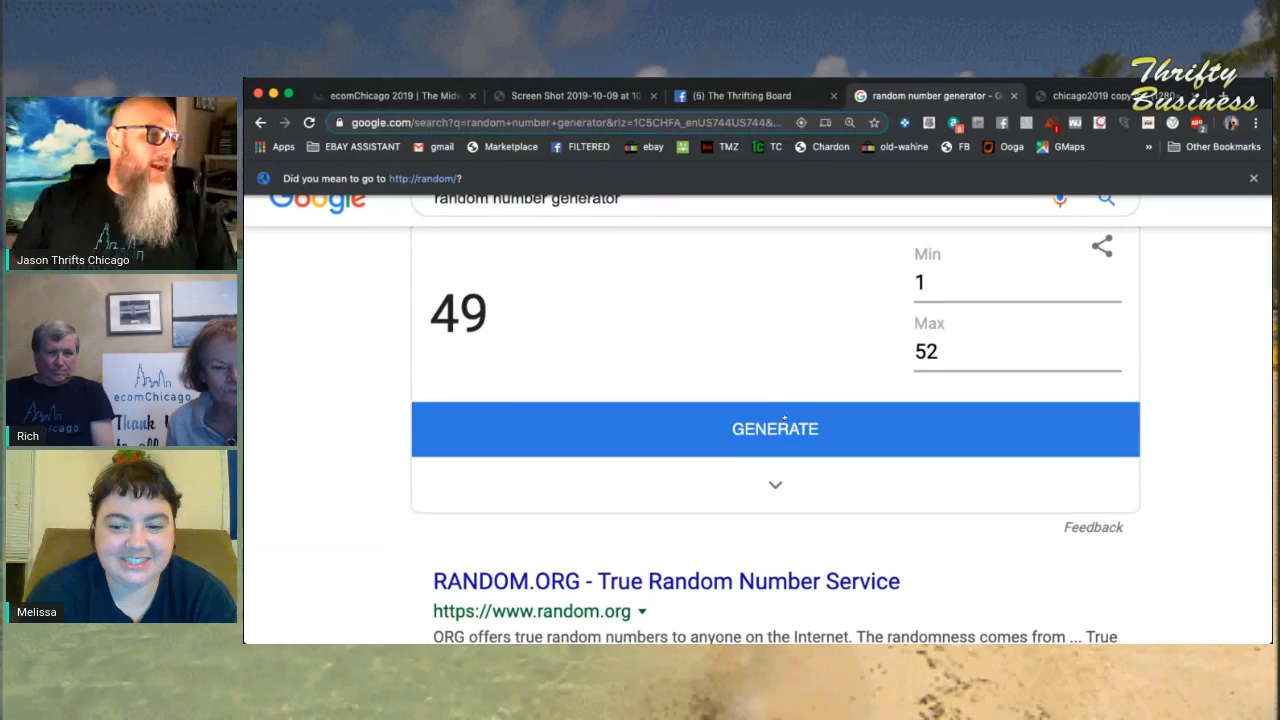 Thrifty
Business
ecomChicago 2019 | The Mid
Screen Shot 2019-10-09 at 10
(5) The Thrifting Board
random number generator - G
chicago2019 cop
google.com/search?q=random+number+generator&rlz=1C5CHFA_enUS744US744&...
Apps
EBAY ASSISTANT
gmail
Marketplace
FILTERED
ebay
TMZ
TC
Chardon
old-wahine
FB
Ooga
GMaps
»
Other Bookmarks
Did you mean to go to http://random/?
Google
random number generator
Min
1
49
Max
52
GENERATE
Feedback
RANDOM.ORG - True Random Number Service
https://www.random.org
ORG offers true random numbers to anyone on the Internet. The randomness comes from ... True
Jason Thrifts Chicago
ecomChicago
Thank
to all
Rich
Melissa